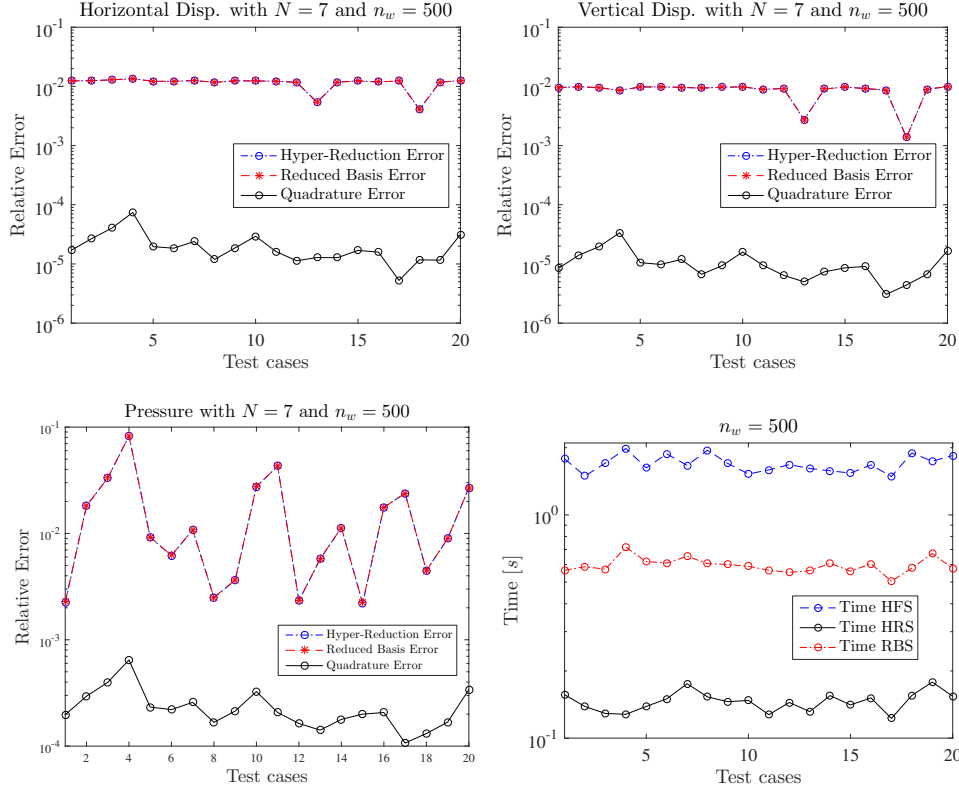 Horizontal Disp. with N = 7 and n_w = 500
Relative Error
10^-1
10^-2
10^-3
10^-4
10^-5
10^-6
Hyper-Reduction Error
Reduced Basis Error
Quadrature Error
5 10 15 20
Test cases
Vertical Disp. with N = 7 and n_w = 500
Relative Error
10^-1
10^-2
10^-3
10^-4
10^-5
10^-6
Hyper-Reduction Error
Reduced Basis Error
Quadrature Error
5 10 15 20
Test cases
Pressure with N = 7 and n_w = 500
Relative Error
10^-1
10^-2
10^-3
10^-4
Hyper-Reduction Error
Reduced Basis Error
Quadrature Error
2 4 6 8 10 12 14 16 18 20
Test cases
n_w = 500
Time [s]
10^0
10^-1
Time HFS
Time HRS
Time RBS
5 10 15 20
Test cases